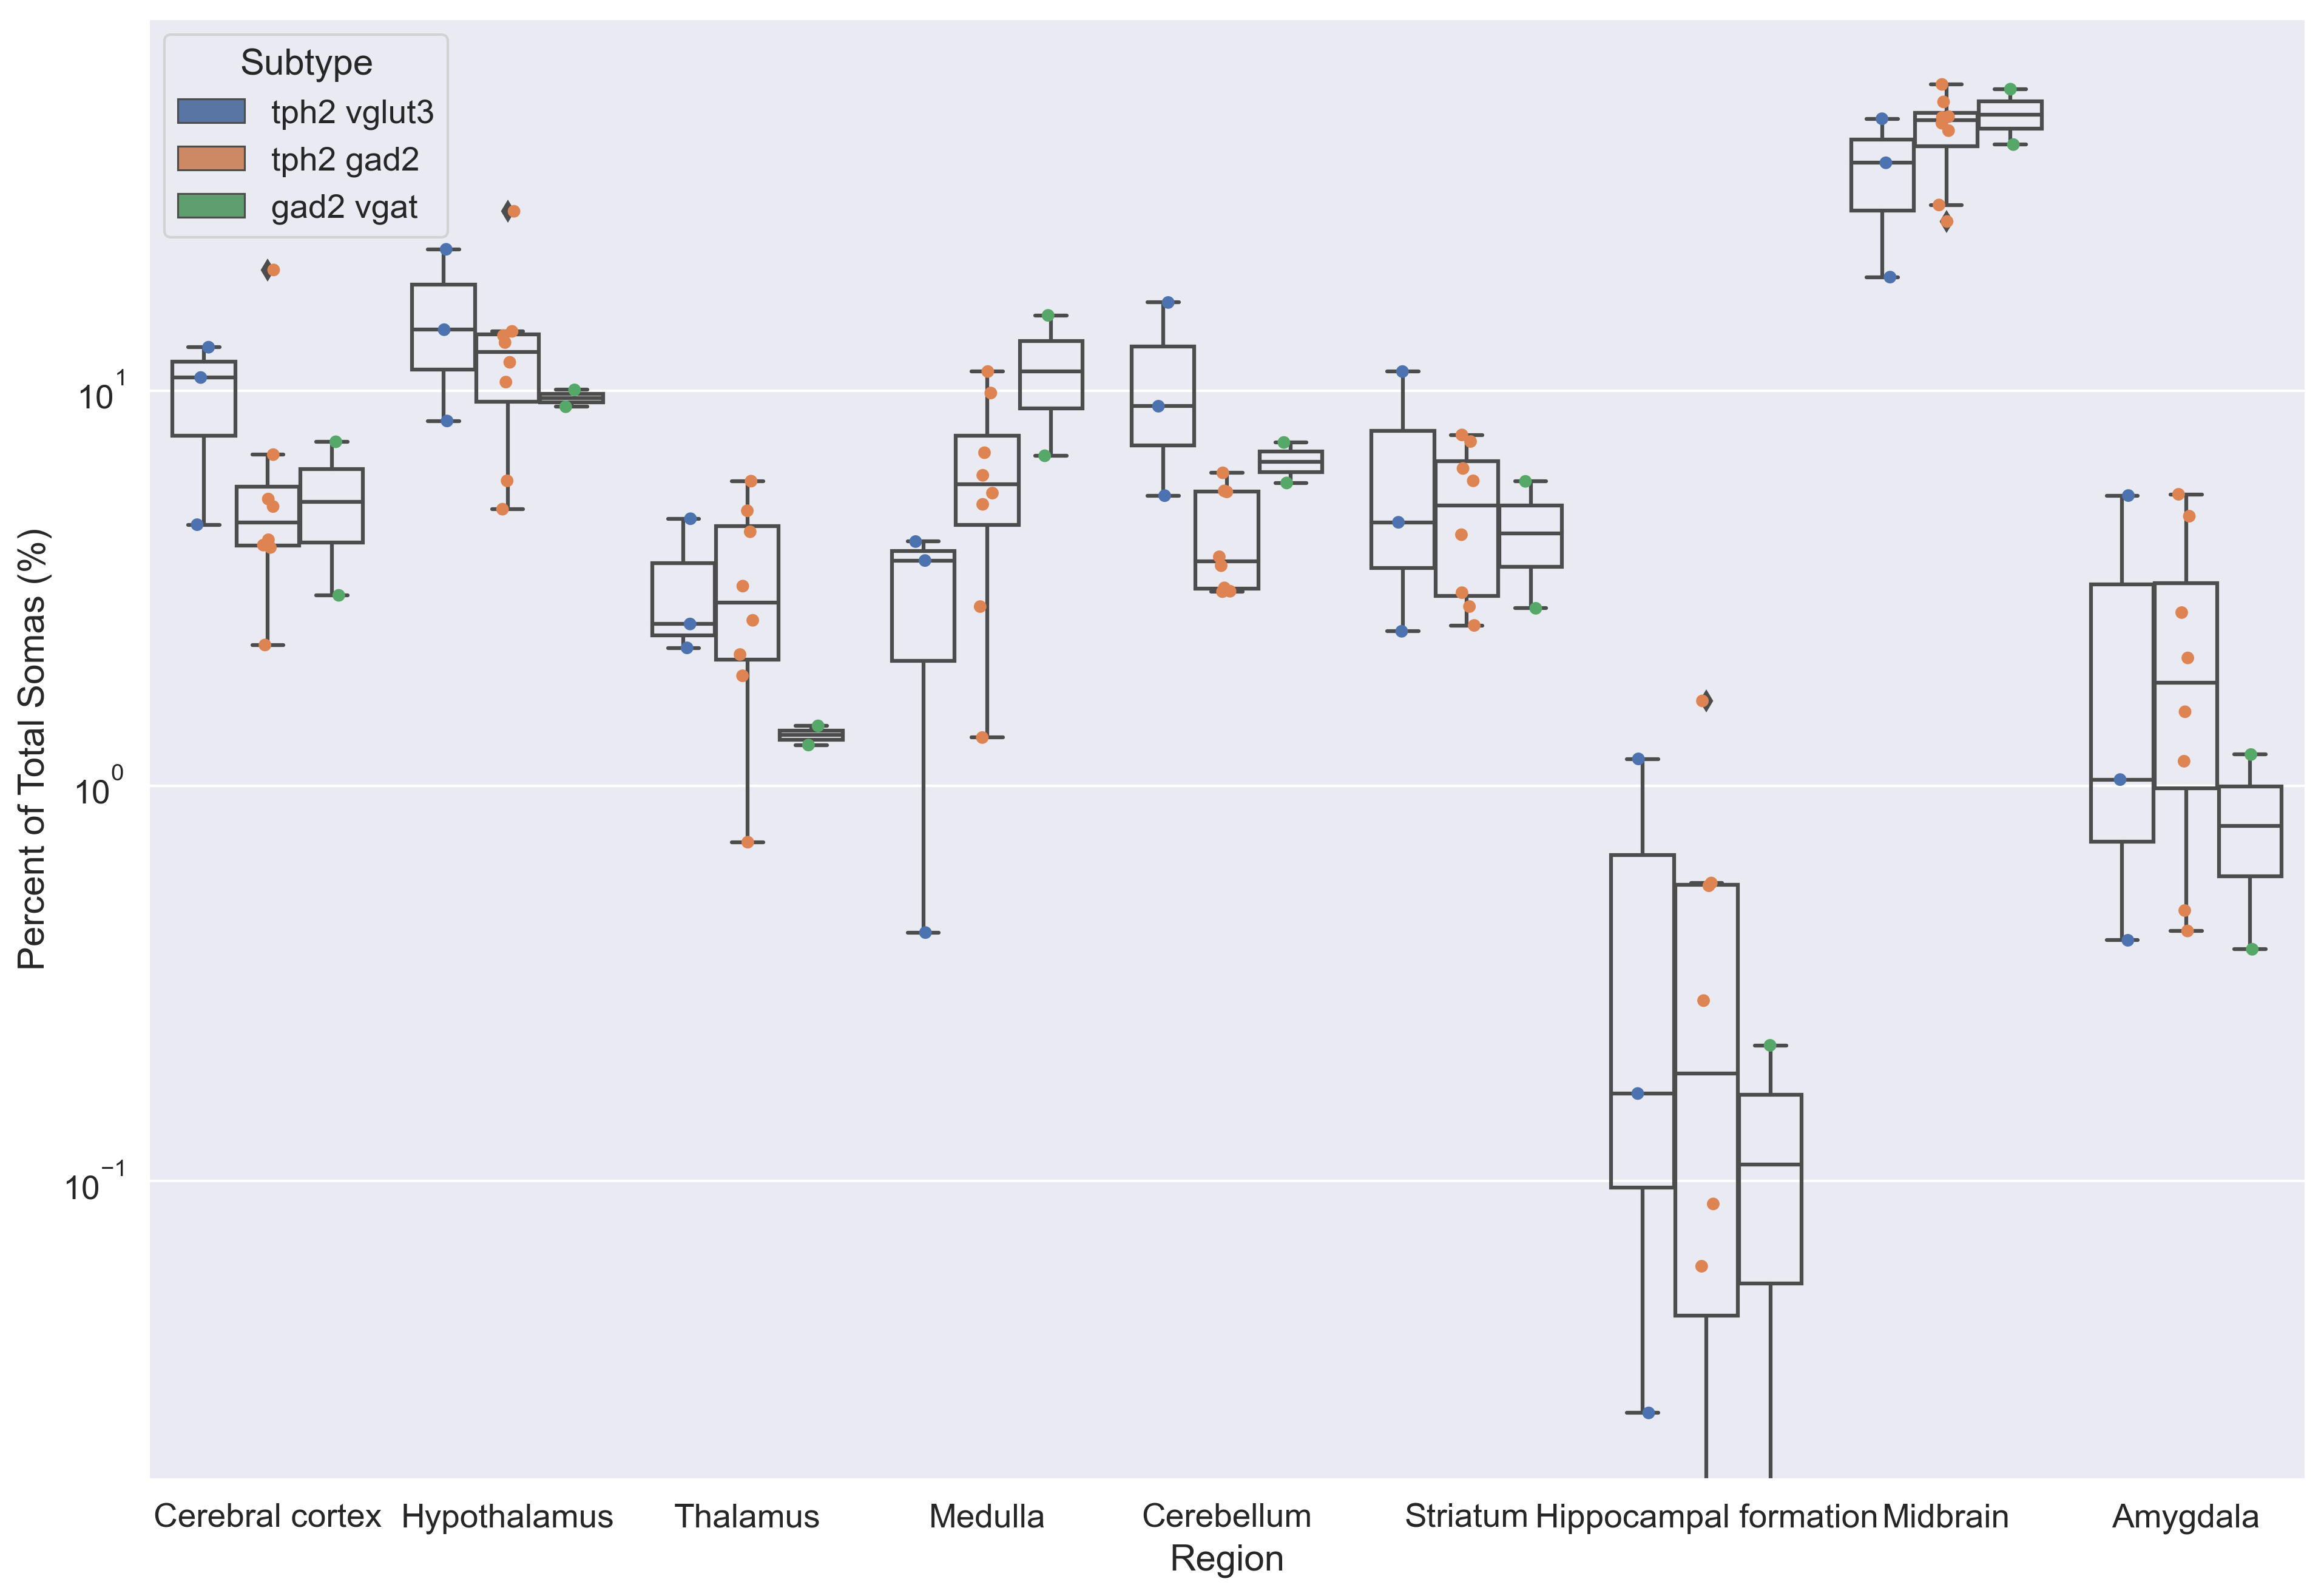 Subtype
tph2 vglut3
tph2 gad2
gad2 vgat
Percent of Total Somas (%)
10^1
10^0
10^−1
Cerebral cortex Hypothalamus Thalamus Medulla Cerebellum Striatum Hippocampal formation Midbrain Amygdala
Region